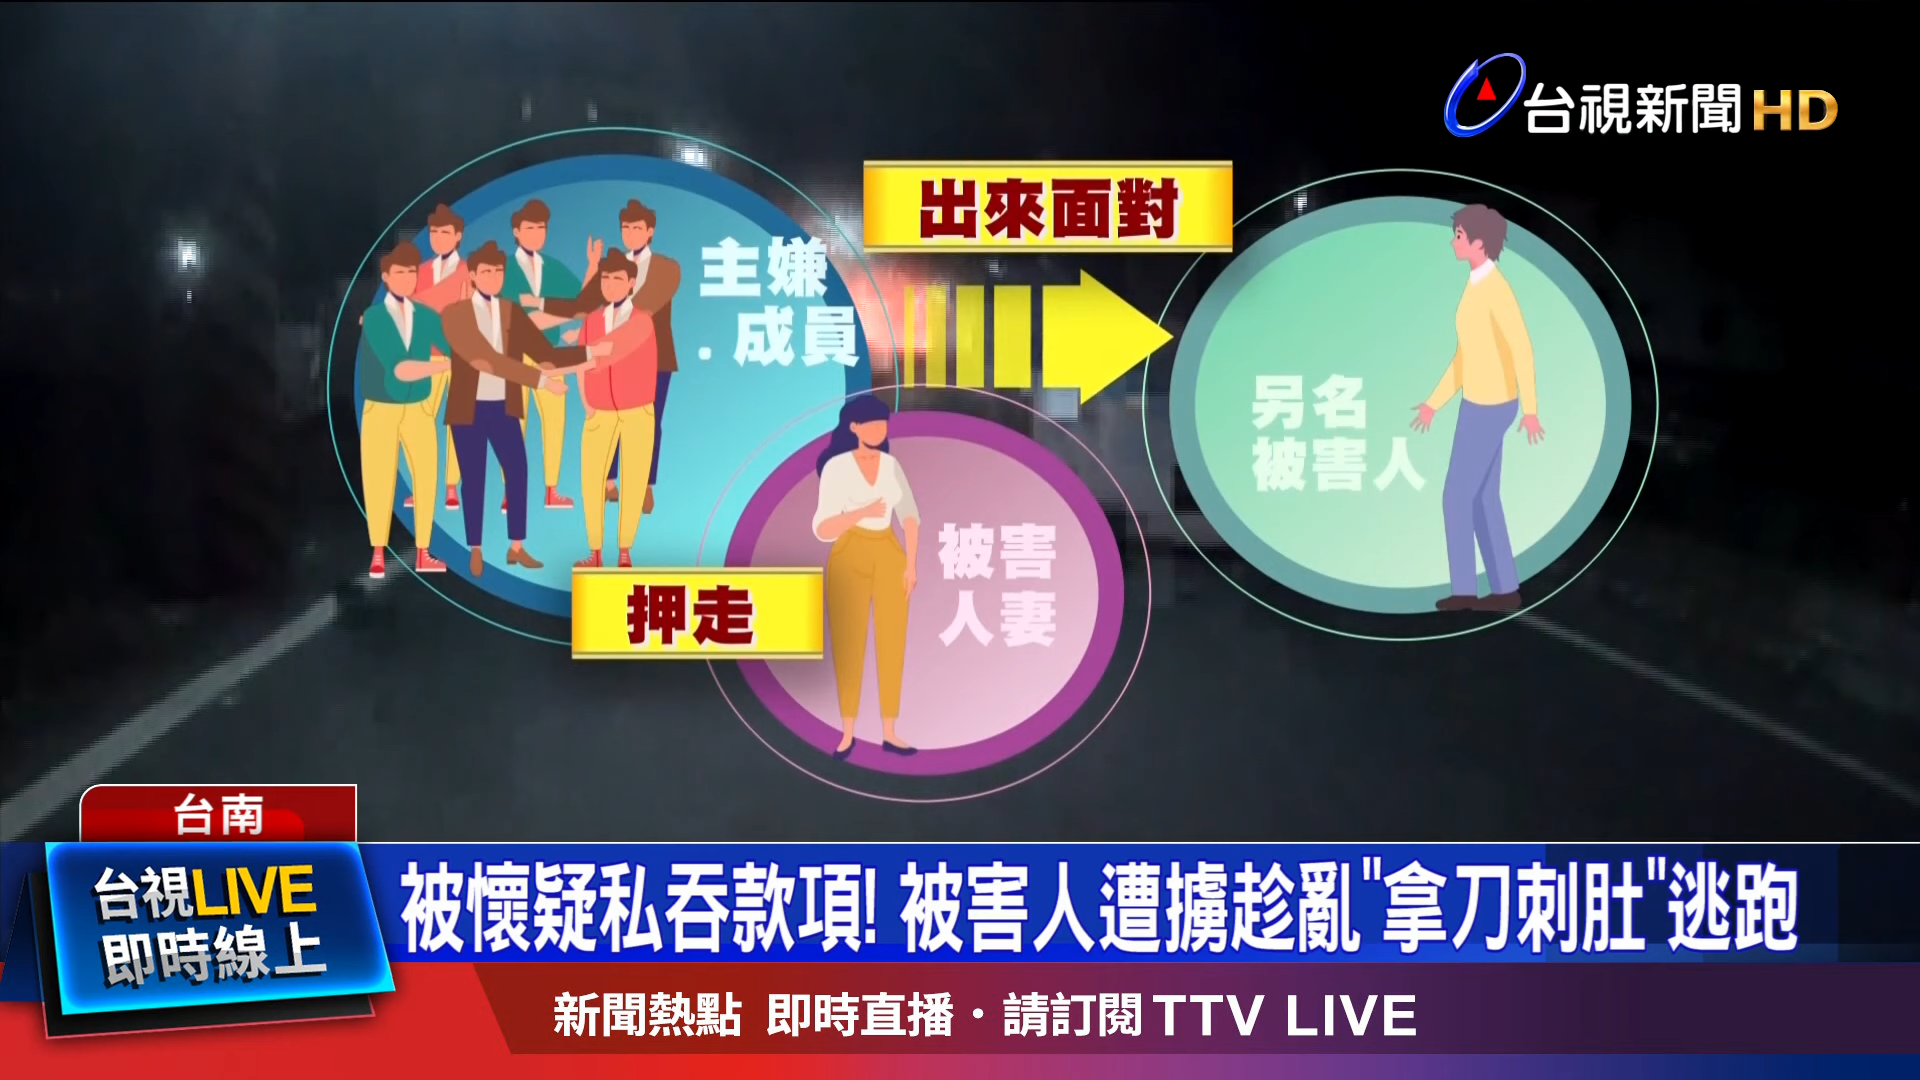 台視新聞HD
出來面對
主嫌
.成員
另名
被害人
被害
人妻
押走
台南
台視LIVE
即時線上
被懷疑私吞款項! 被害人遭擄趁亂"拿刀刺肚"逃跑
新聞熱點 即時直播・請訂閱TTV LIVE